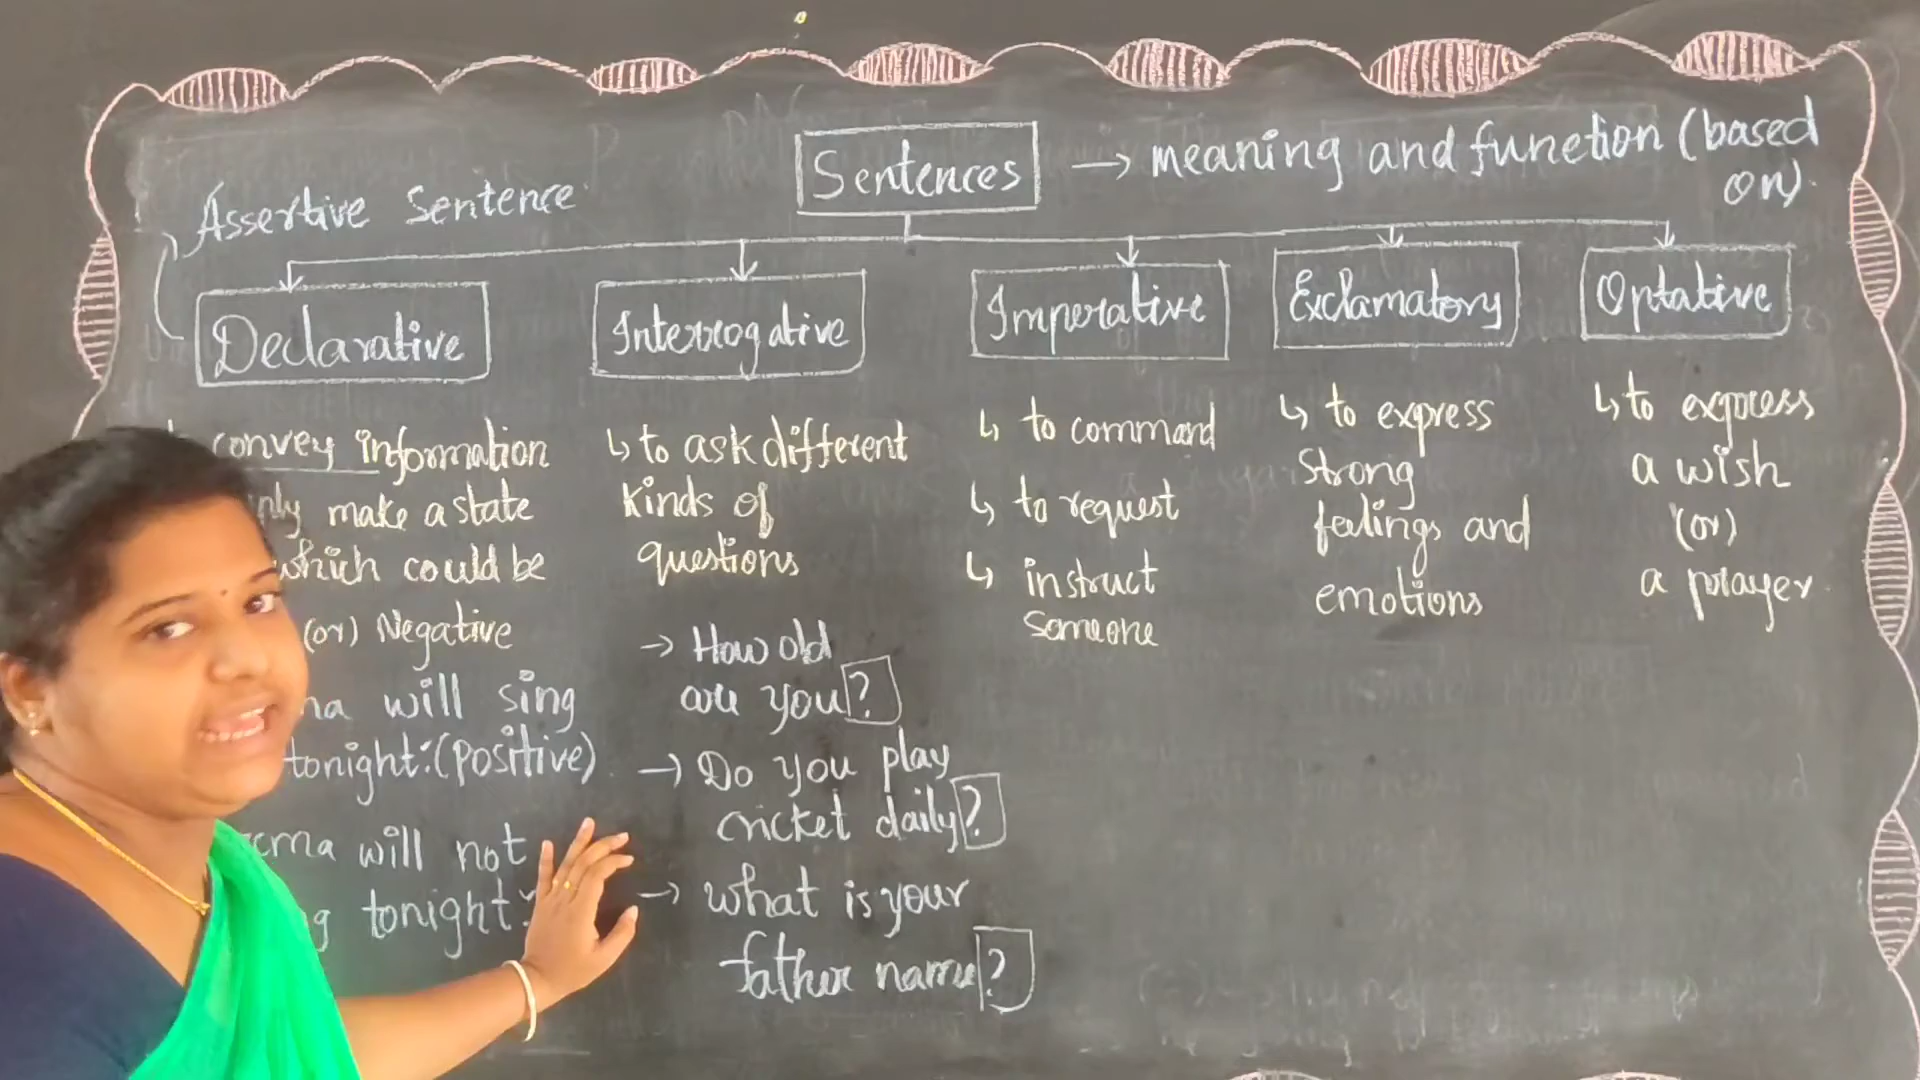 Sentences → meaning and function (based
on).
Assertive Sentence
Declarative
Interrogative
Imperative
Exclamatory
Optative
convey information
make a state
which could be
(or) Negative
will sing
tonight. (positive)
will not
tonight.
↳ to ask different
kinds of
questions
→ How old
are you?
→ Do you play
cricket daily?
→ what is your
father name?
↳ to command
↳ to request
↳ instruct
someone
↳ to express
strong
feelings and
emotions
↳ to express
a wish
(or)
a prayer